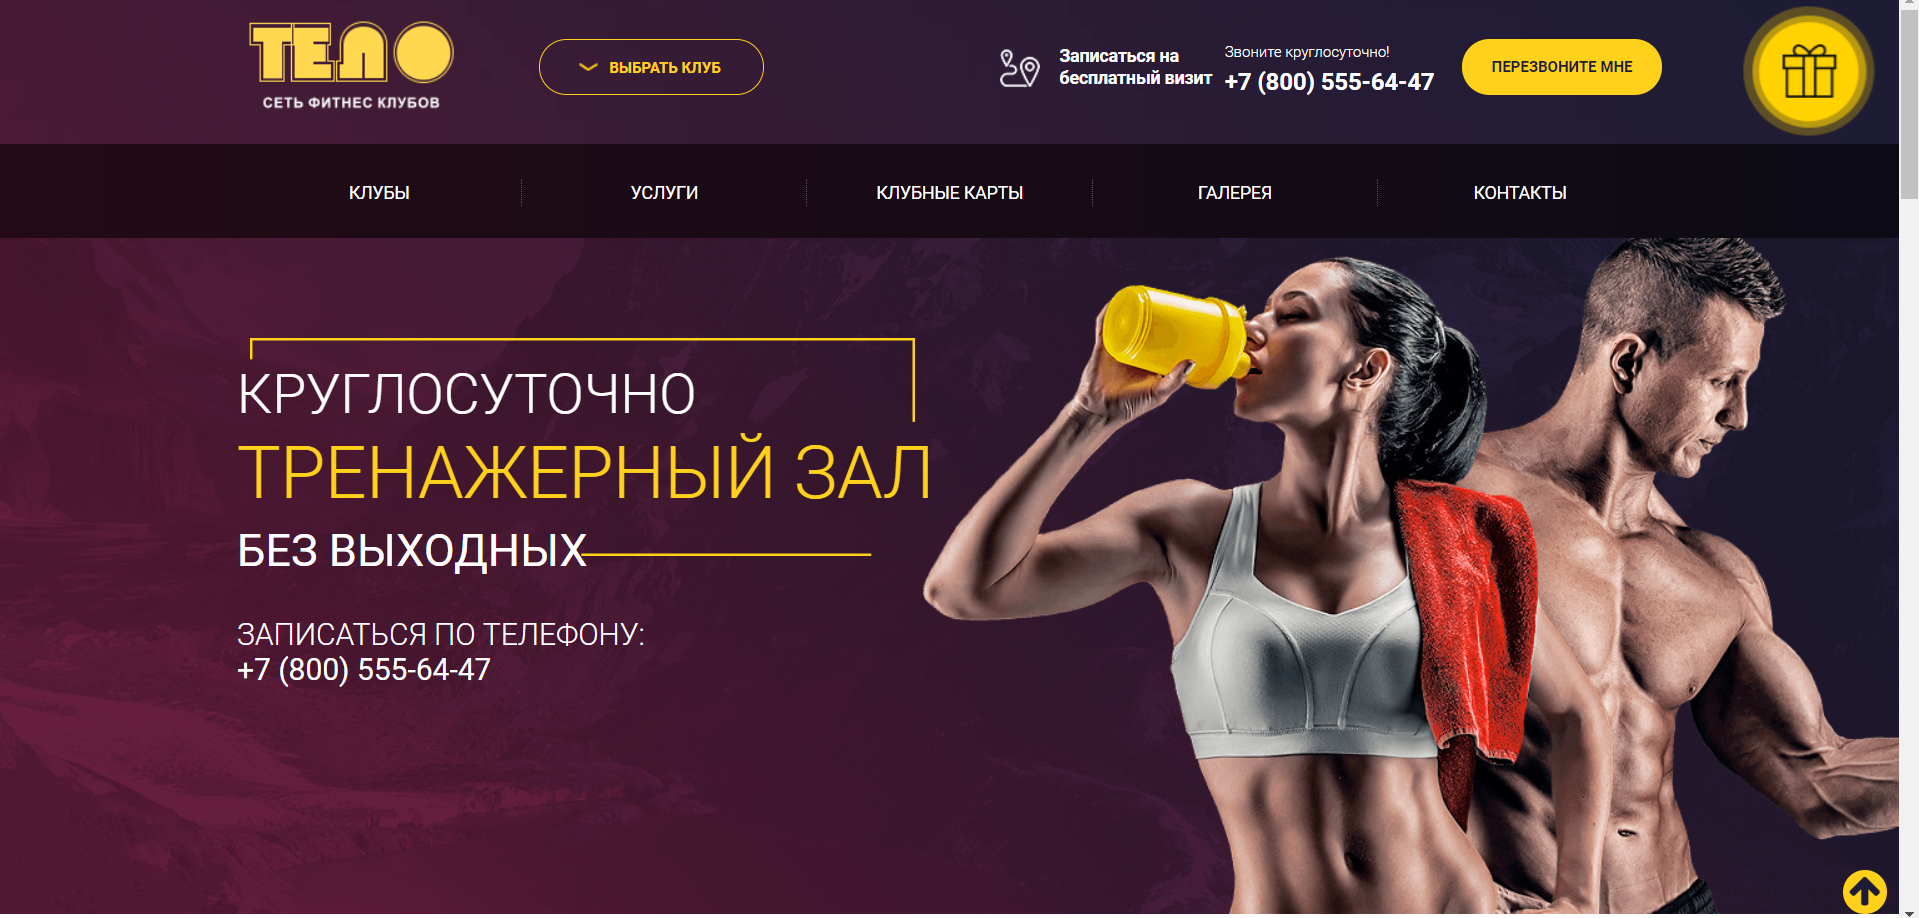 ТЕЛО
СЕТЬ ФИТНЕС КЛУБОВ
ВЫБРАТЬ КЛУБ
Записаться на
бесплатный визит
Звоните круглосуточно!
+7 (800) 555-64-47
ПЕРЕЗВОНИТЕ МНЕ
КЛУБЫ
УСЛУГИ
КЛУБНЫЕ КАРТЫ
ГАЛЕРЕЯ
КОНТАКТЫ
КРУГЛОСУТОЧНО
ТРЕНАЖЕРНЫЙ ЗАЛ
БЕЗ ВЫХОДНЫХ
ЗАПИСАТЬСЯ ПО ТЕЛЕФОНУ:
+7 (800) 555-64-47